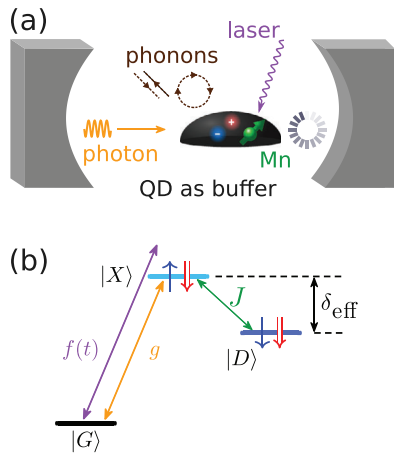 (a)
laser
phonons
+
−
photon
Mn
QD as buffer
(b)
|X⟩
J
δeff
f(t)
g
|D⟩
|G⟩